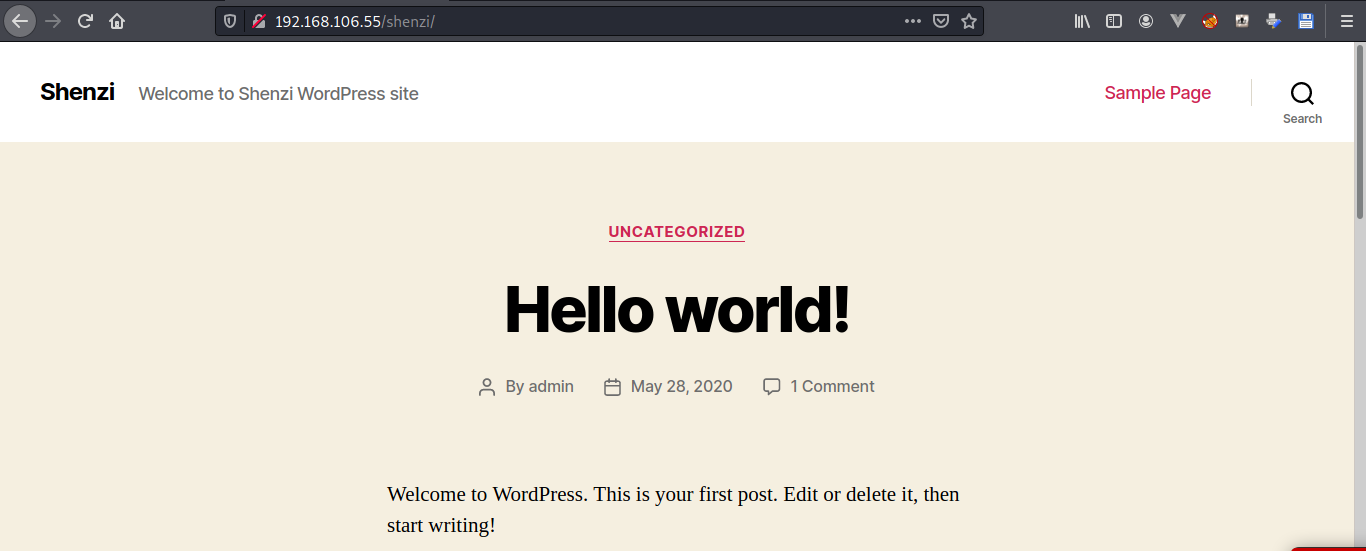 192.168.106.55/shenzi/
Shenzi Welcome to Shenzi WordPress site Sample Page
Search
UNCATEGORIZED
Hello world!
By admin May 28, 2020 1 Comment
Welcome to WordPress. This is your first post. Edit or delete it, then
start writing!